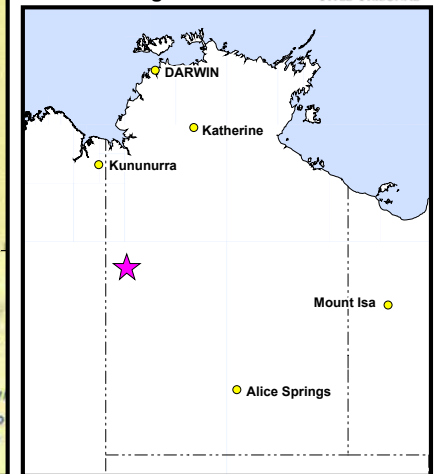 DARWIN
Katherine
Kununurra
Mount Isa
Alice Springs